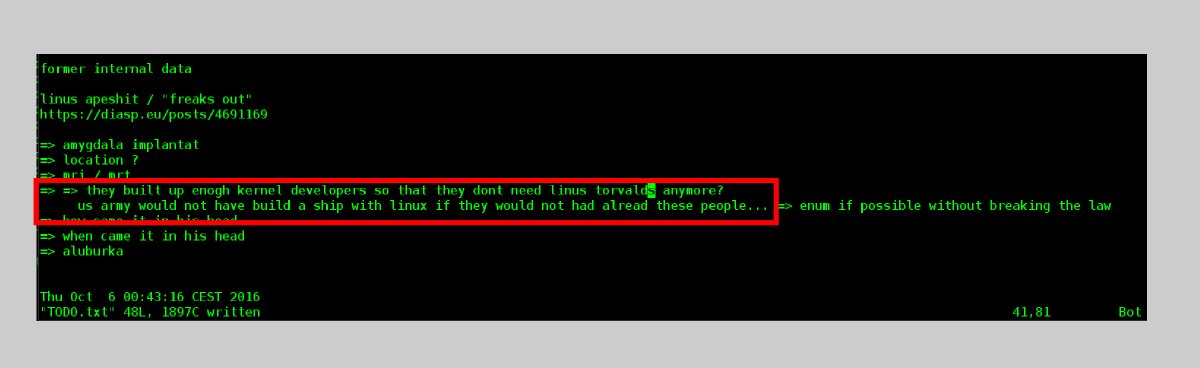 former internal data
linus apeshit / "freaks out"
https://diasp.eu/posts/4691169
=> amygdala implantat
=> location ?
=> mri / mrt
=> => they built up enogh kernel developers so that they dont need linus torvalds anymore?
us army would not have build a ship with linux if they would not had alread these people... => enum if possible without breaking the law
=> hov came it in his head
=> when came it in his head
=> aluburka
Thu Oct 6 00:43:16 CEST 2016
"TODO.txt" 48L, 1897C written 41,81 Bot